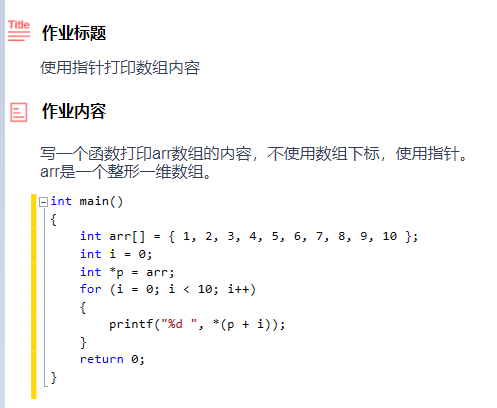 Title
作业标题
使用指针打印数组内容
作业内容
写一个函数打印arr数组的内容，不使用数组下标，使用指针。
arr是一个整形一维数组。
int main()
{
    int arr[] = { 1, 2, 3, 4, 5, 6, 7, 8, 9, 10 };
    int i = 0;
    int *p = arr;
    for (i = 0; i < 10; i++)
    {
        printf("%d ", *(p + i));
    }
    return 0;
}